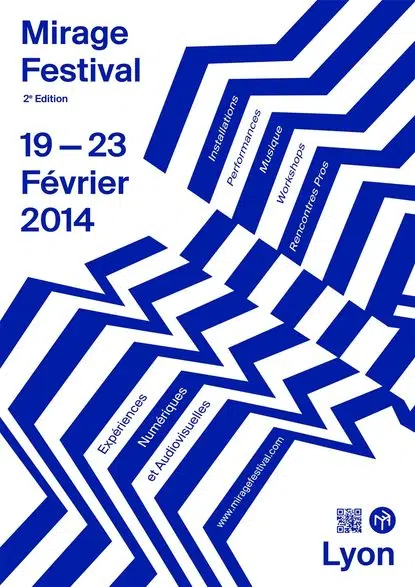 Mirage
Festival
2e Edition
19 – 23
Février
2014
Installations
Performances
Musique
Workshops
Rencontres Pros
Expériences
Numériques
et Audiovisuelles
www.miragefestival.com
Lyon